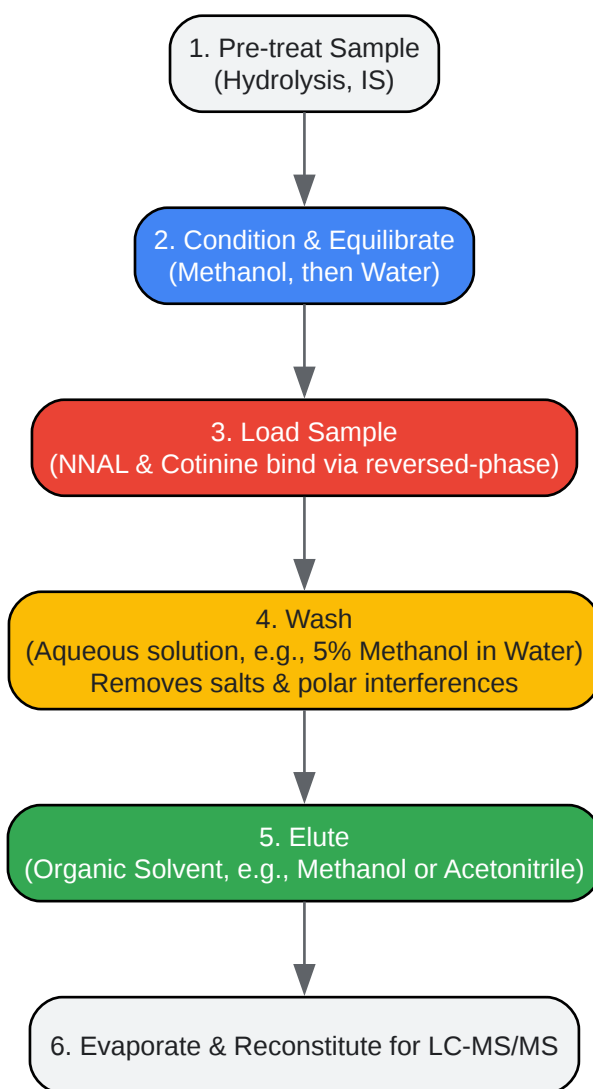 1. Pre-treat Sample
(Hydrolysis, IS)
2. Condition & Equilibrate
(Methanol, then Water)
3. Load Sample
(NNAL & Cotinine bind via reversed-phase)
4. Wash
(Aqueous solution, e.g., 5% Methanol in Water)
Removes salts & polar interferences
5. Elute
(Organic Solvent, e.g., Methanol or Acetonitrile)
6. Evaporate & Reconstitute for LC-MS/MS